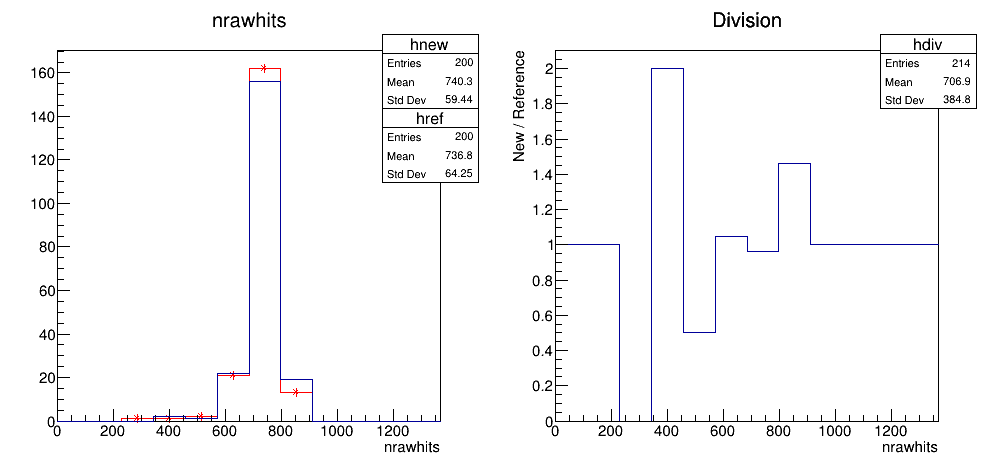 nrawhits
hnew
Entries 200
Mean 740.3
Std Dev 59.44
href
Entries 200
Mean 736.8
Std Dev 64.25
160
140
120
100
80
60
40
20
0
0 200 400 600 800 1000 1200
nrawhits
Division
hdiv
Entries 214
Mean 706.9
Std Dev 384.8
New / Reference
2
1.8
1.6
1.4
1.2
1
0.8
0.6
0.4
0.2
0
0 200 400 600 800 1000 1200
nrawhits